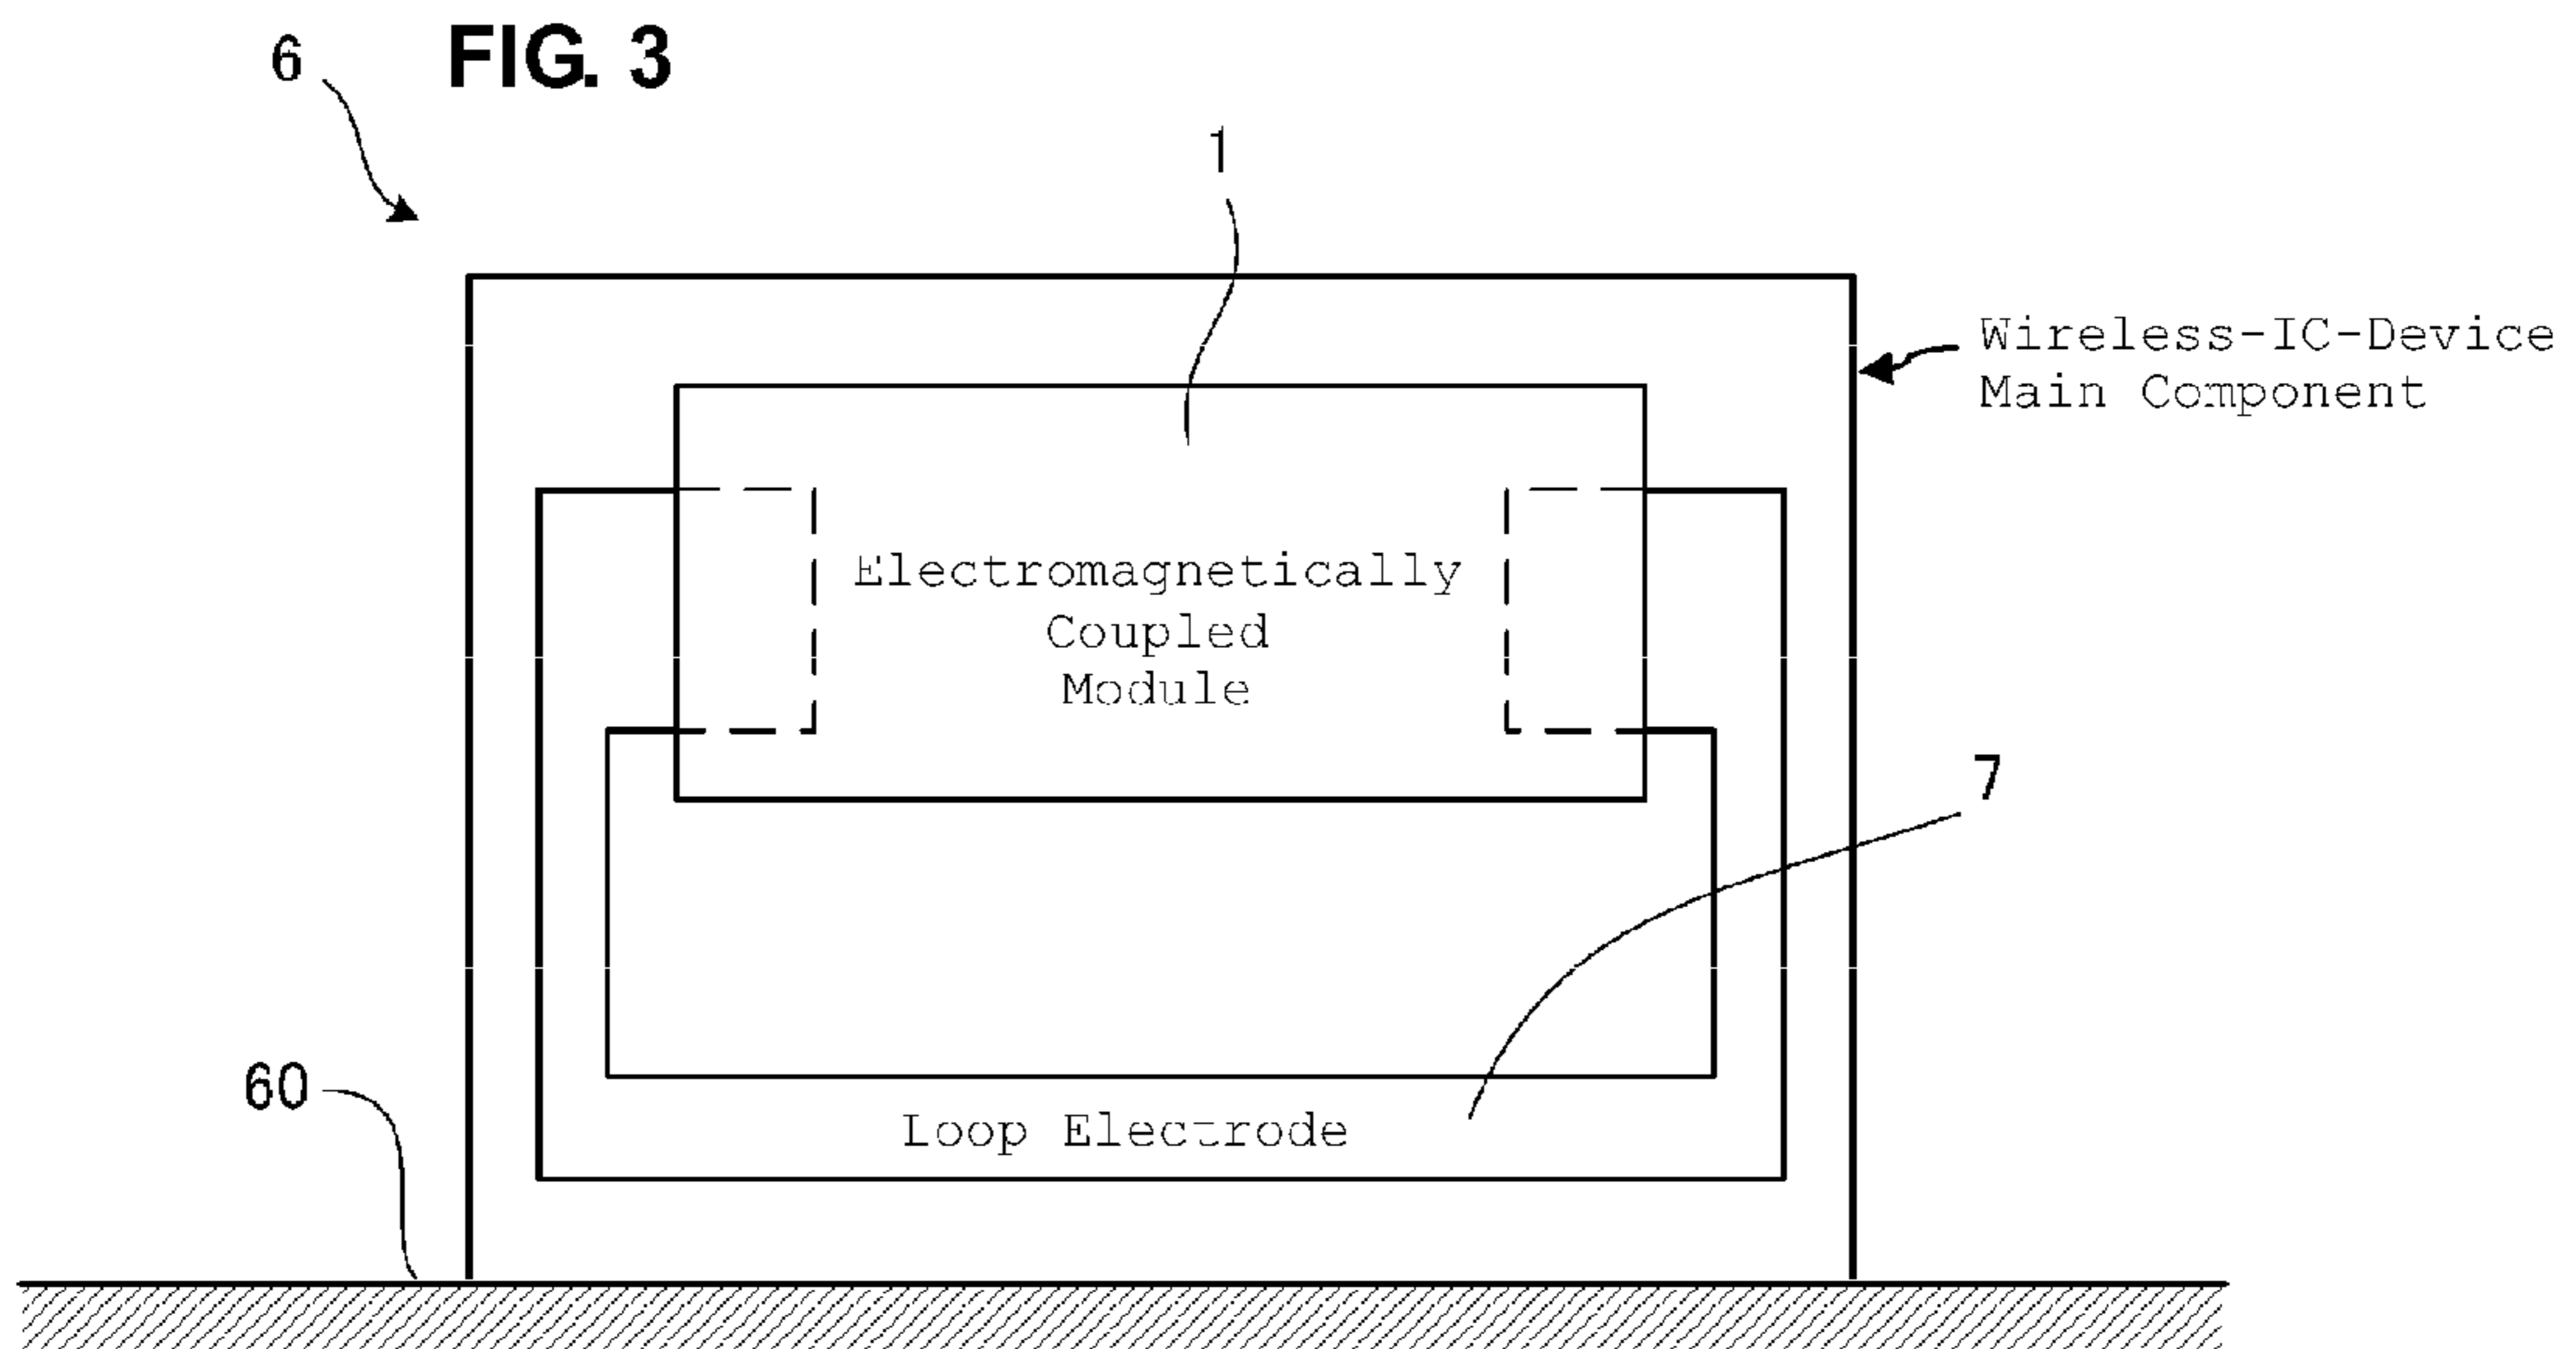 FIG. 3
6
1
Wireless-IC-Device
Main Component
Electromagnetically
Coupled
Module
7
60
Loop Electrode